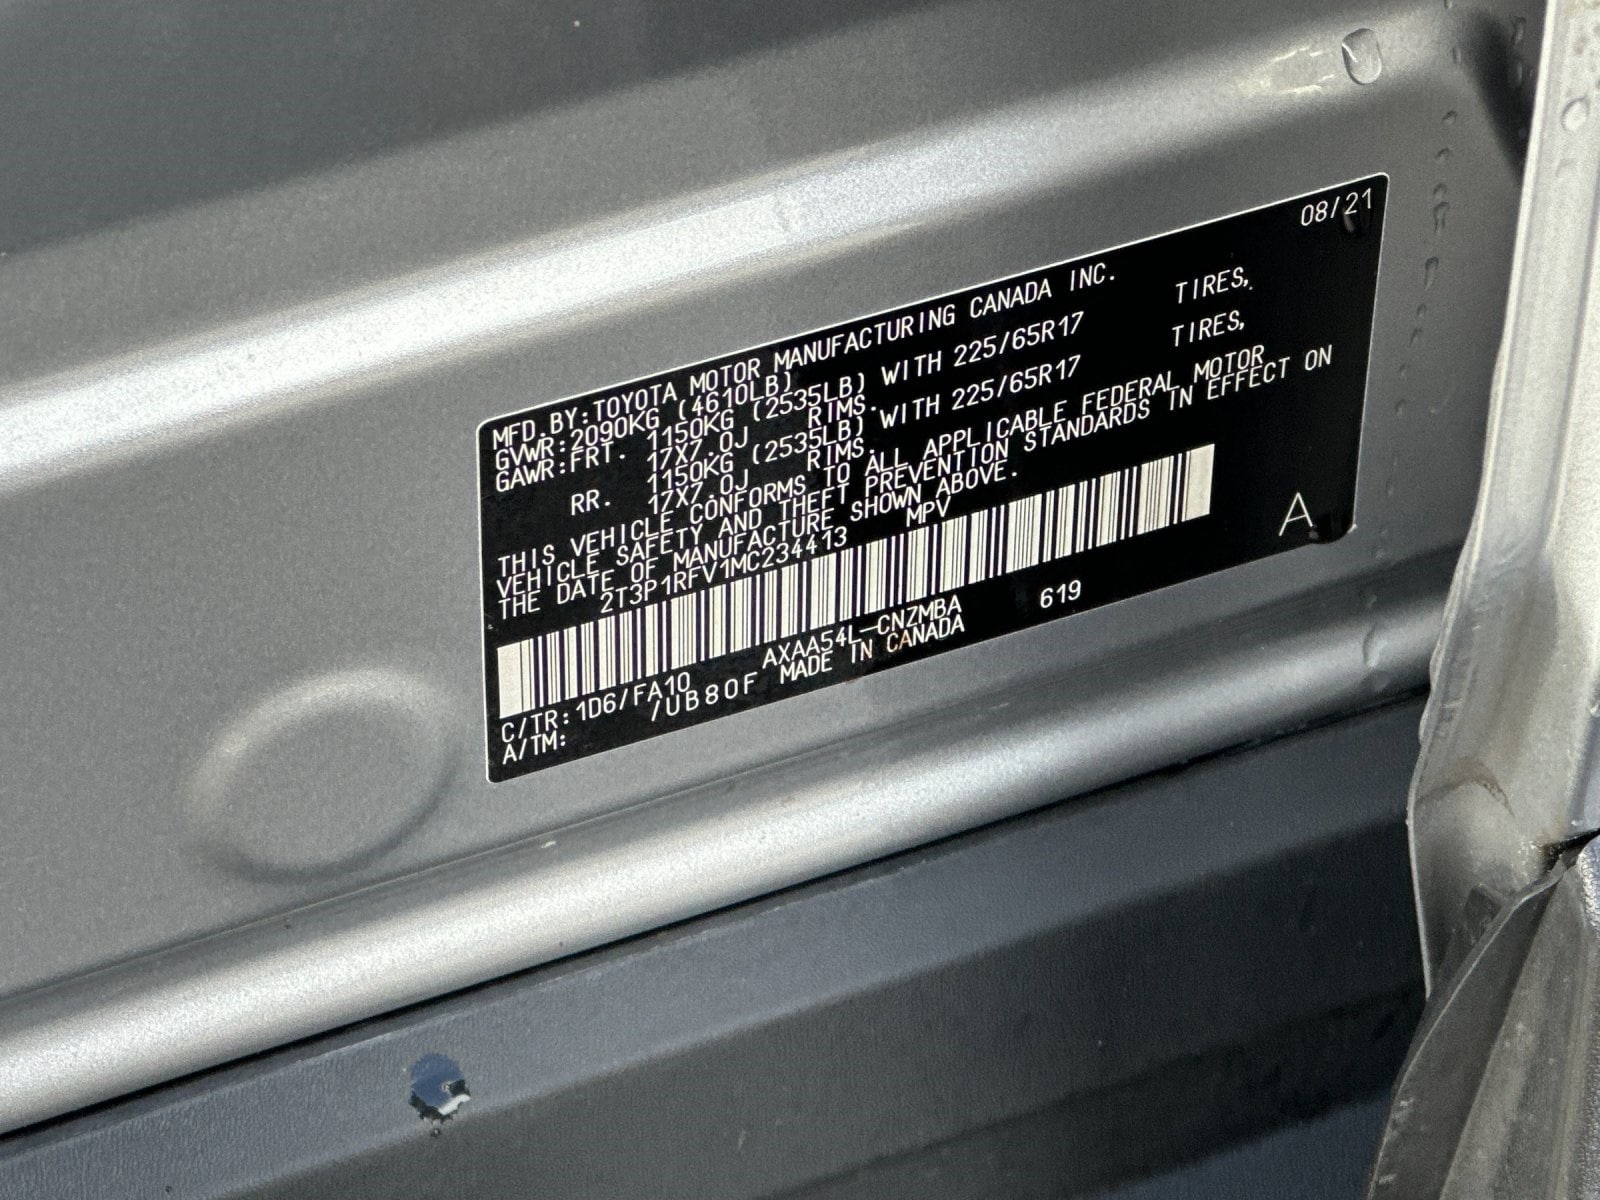 08/21
MFD.BY:TOYOTA MOTOR MANUFACTURING CANADA INC.
GVWR:2090KG (4610LB)
GAWR:FRT. 1150KG (2535LB) WITH 225/65R17 TIRES,
17X7.0J RIMS.
RR. 1150KG (2535LB) WITH 225/65R17 TIRES,
17X7.0J RIMS.
THIS VEHICLE CONFORMS TO ALL APPLICABLE FEDERAL MOTOR
VEHICLE SAFETY AND THEFT PREVENTION STANDARDS IN EFFECT ON
THE DATE OF MANUFACTURE SHOWN ABOVE.
2T3P1RFV1MC234413 MPV
A
AXAA54L-CNZMBA 619
C/TR:1D6/FA10 MADE IN CANADA
A/TM: /UB80F